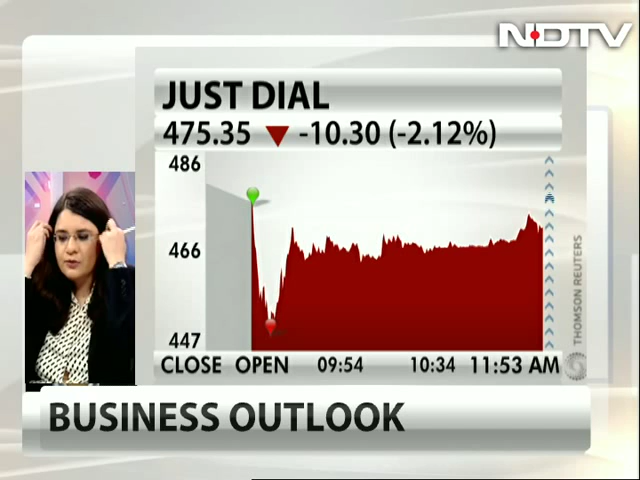 NDTV
JUST DIAL
475.35 ▼ -10.30 (-2.12%)
486
466
447
CLOSE OPEN 09:54 10:34 11:53 AM
THOMSON REUTERS
BUSINESS OUTLOOK